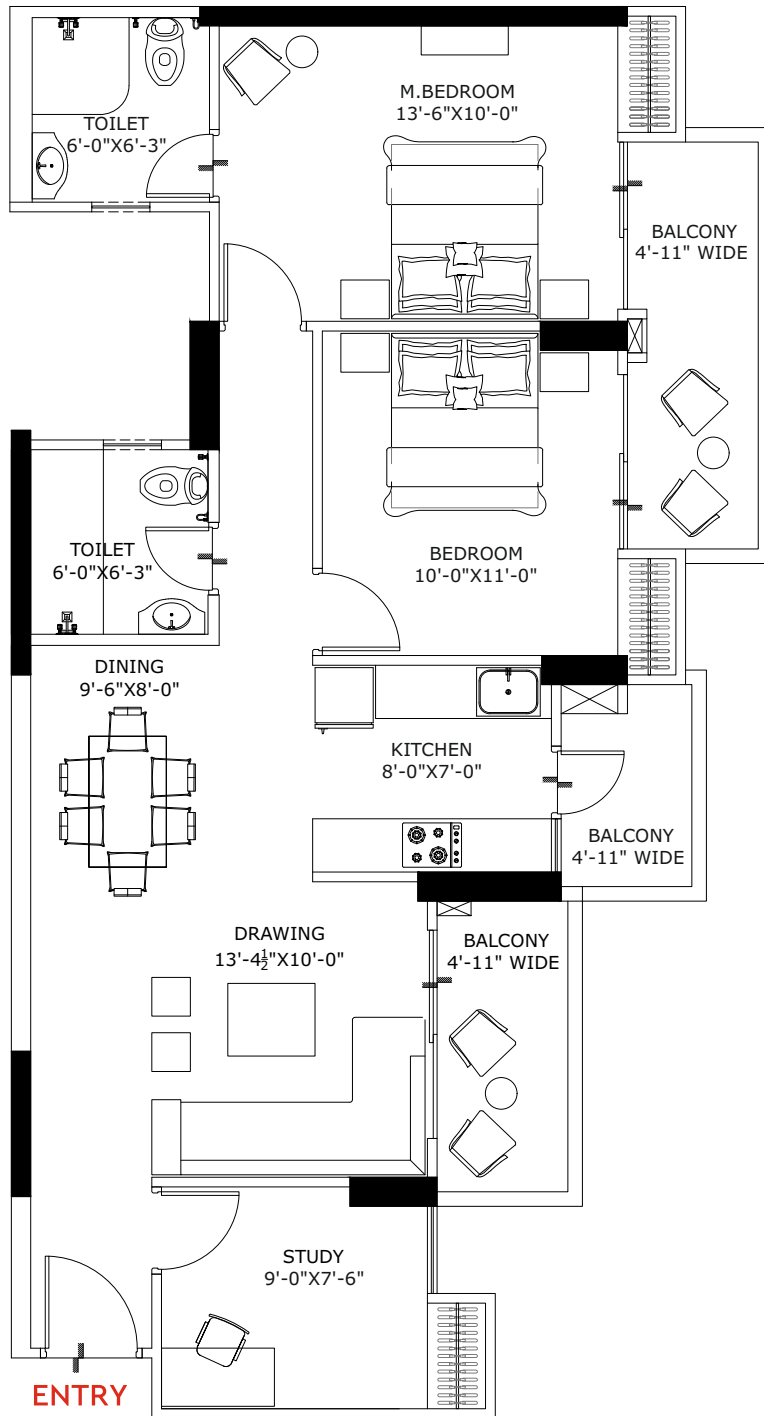 M.BEDROOM
13'-6"X10'-0"
TOILET
6'-0"X6'-3"
BALCONY
4'-11" WIDE
TOILET
6'-0"X6'-3"
BEDROOM
10'-0"X11'-0"
DINING
9'-6"X8'-0"
KITCHEN
8'-0"X7'-0"
BALCONY
4'-11" WIDE
DRAWING
13'-4½"X10'-0"
BALCONY
4'-11" WIDE
STUDY
9'-0"X7'-6"
ENTRY